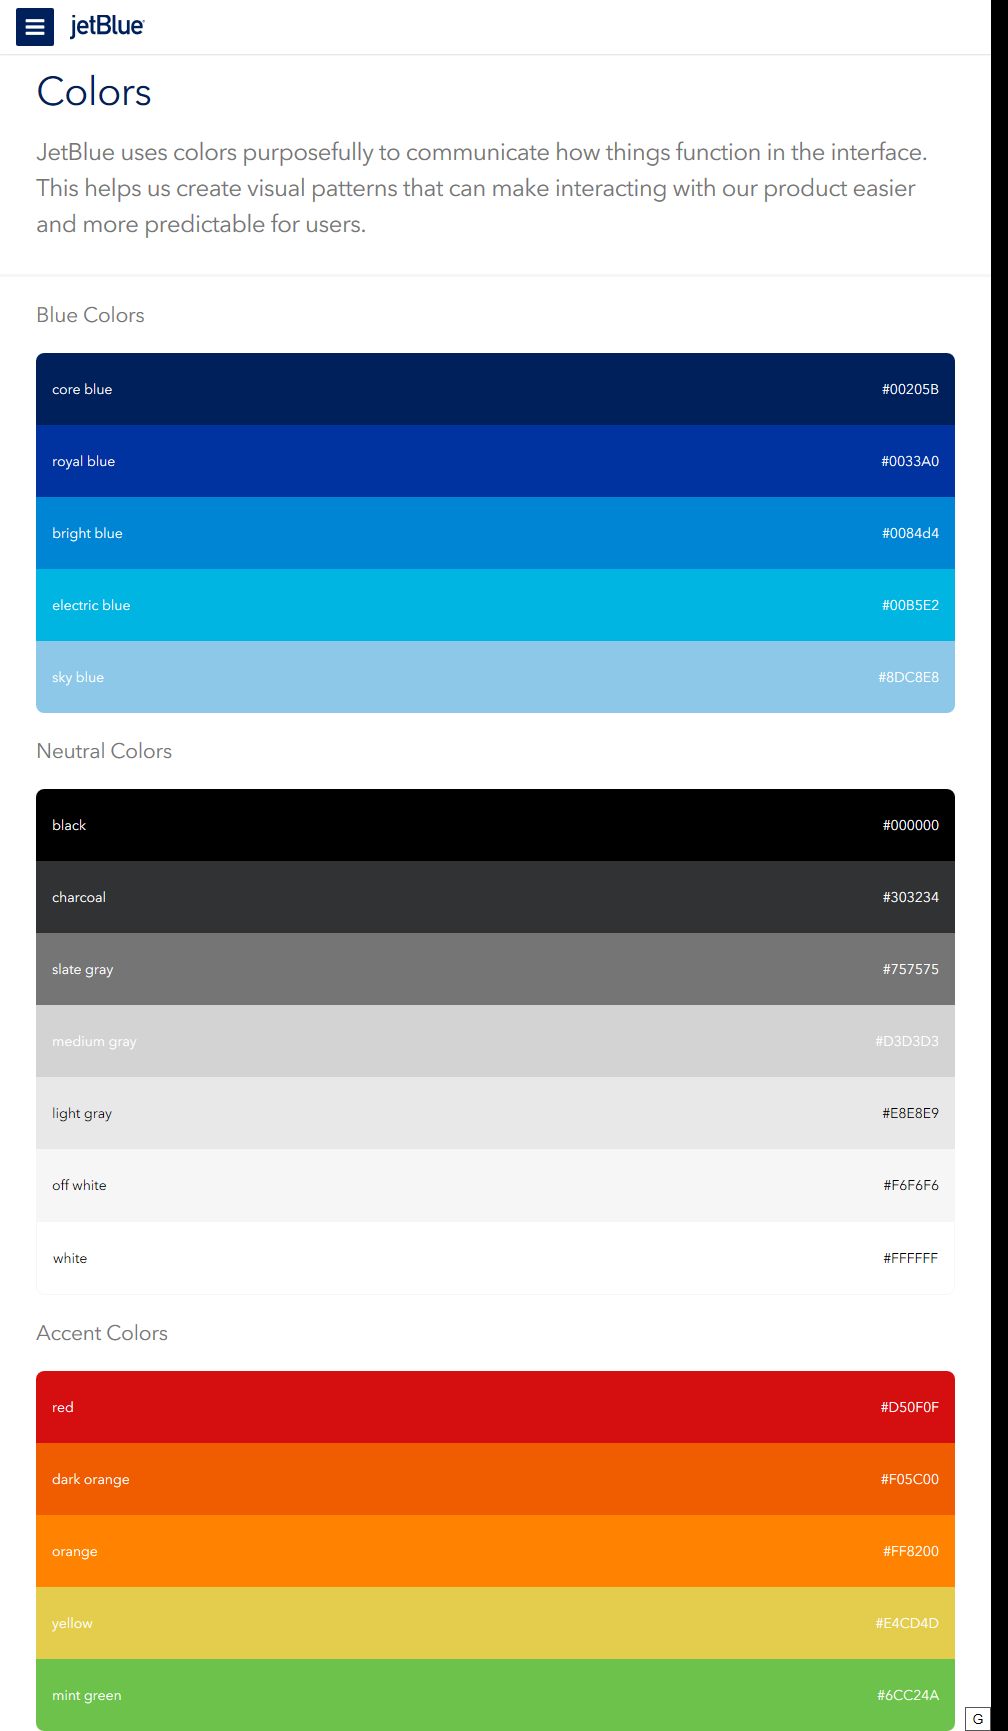 jetBlue
Colors
JetBlue uses colors purposefully to communicate how things function in the interface.
This helps us create visual patterns that can make interacting with our product easier
and more predictable for users.
Blue Colors
core blue #00205B
royal blue #0033A0
bright blue #0084d4
electric blue #00B5E2
sky blue #8DC8E8
Neutral Colors
black #000000
charcoal #303234
slate gray #757575
medium gray #D3D3D3
light gray #E8E8E9
off white #F6F6F6
white #FFFFFF
Accent Colors
red #D50F0F
dark orange #F05C00
orange #FF8200
yellow #E4CD4D
mint green #6CC24A
G